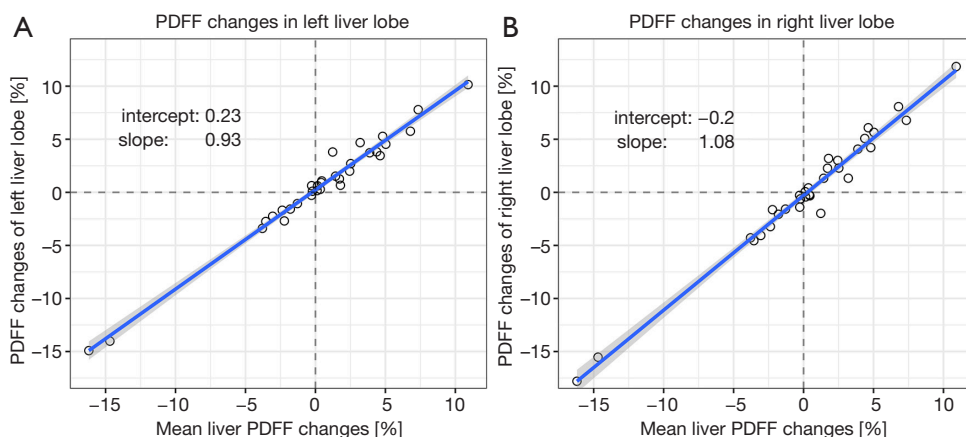 A
PDFF changes in left liver lobe
PDFF changes of left liver lobe [%]
intercept: 0.23
slope: 0.93
10
5
0
−5
−10
−15
−15 −10 −5 0 5 10
Mean liver PDFF changes [%]
B
PDFF changes in right liver lobe
PDFF changes of right liver lobe [%]
intercept: −0.2
slope: 1.08
10
5
0
−5
−10
−15
−15 −10 −5 0 5 10
Mean liver PDFF changes [%]